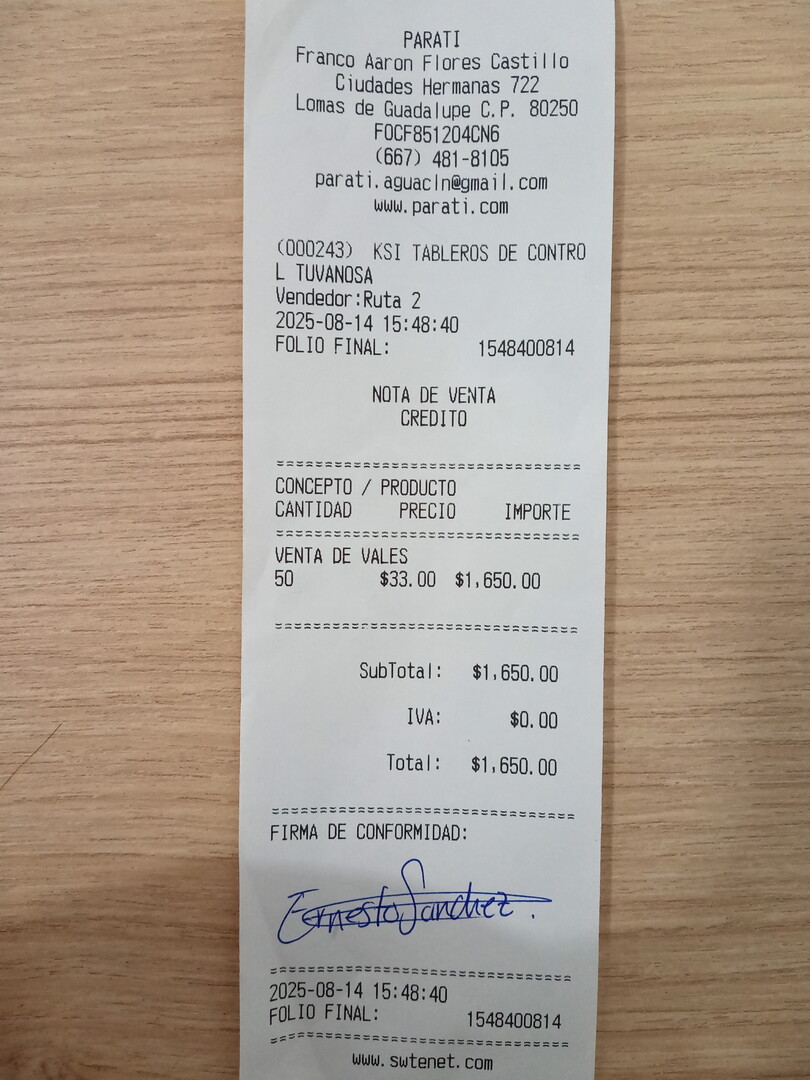 PARATI
Franco Aaron Flores Castillo
Ciudades Hermanas 722
Lomas de Guadalupe C.P. 80250
FOCF851204CN6
(667) 481-8105
parati.aguacln@gmail.com
www.parati.com
(000243) KSI TABLEROS DE CONTRO
L TUVANOSA
Vendedor:Ruta 2
2025-08-14 15:48:40
FOLIO FINAL: 1548400814
NOTA DE VENTA
CREDITO
================================
CONCEPTO / PRODUCTO
CANTIDAD PRECIO IMPORTE
================================
VENTA DE VALES
50 $33.00 $1,650.00
================================
SubTotal: $1,650.00
IVA: $0.00
Total: $1,650.00
================================
FIRMA DE CONFORMIDAD:
Ernesto Sanchez.
================================
2025-08-14 15:48:40
FOLIO FINAL: 1548400814
================================
www.swtenet.com